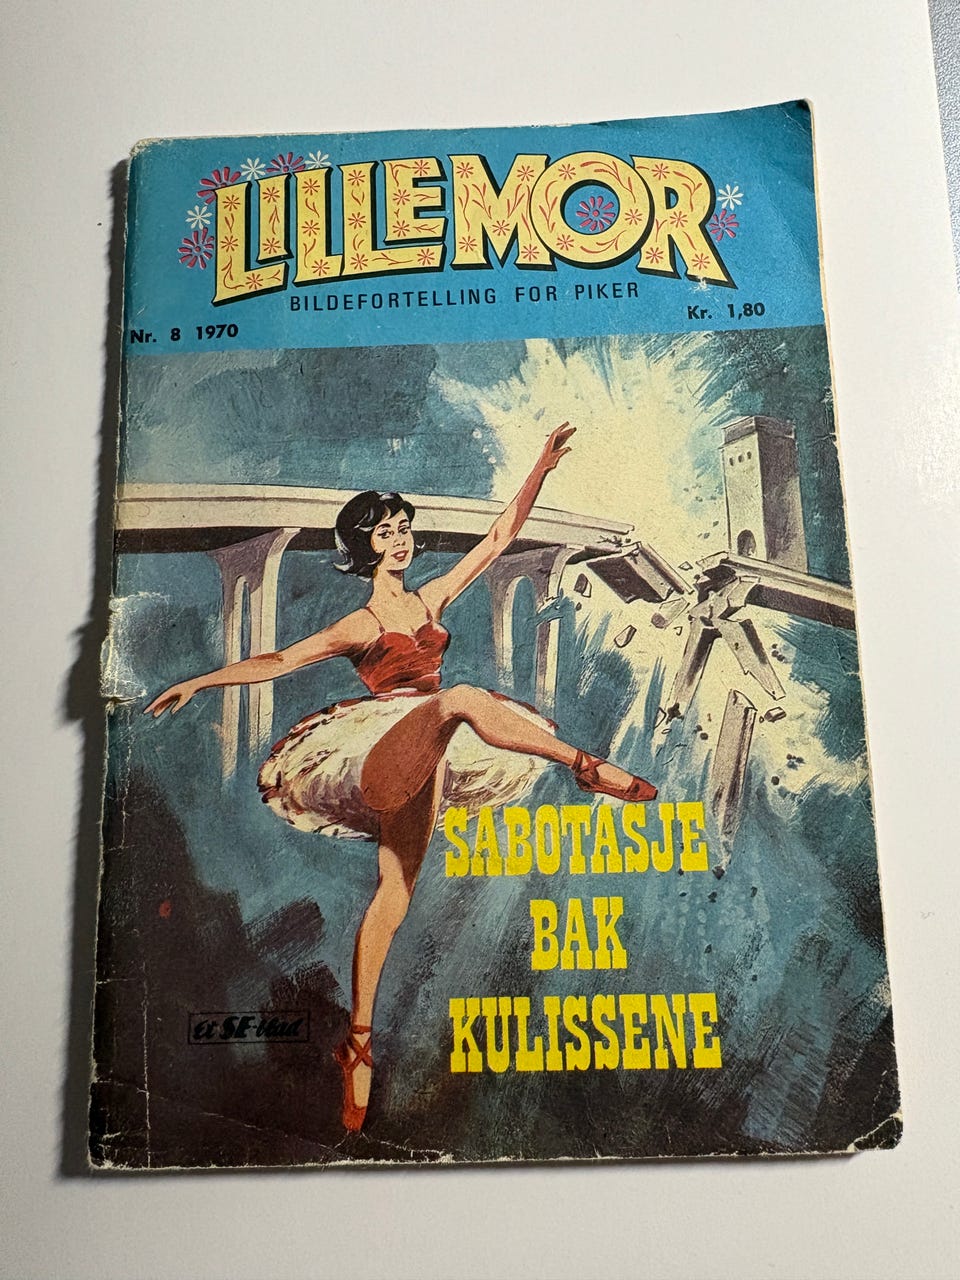 LILLEMOR
BILDEFORTELLING FOR PIKER
Nr. 8 1970
Kr. 1,80
SABOTASJE
BAK
KULISSENE
et SE-blad